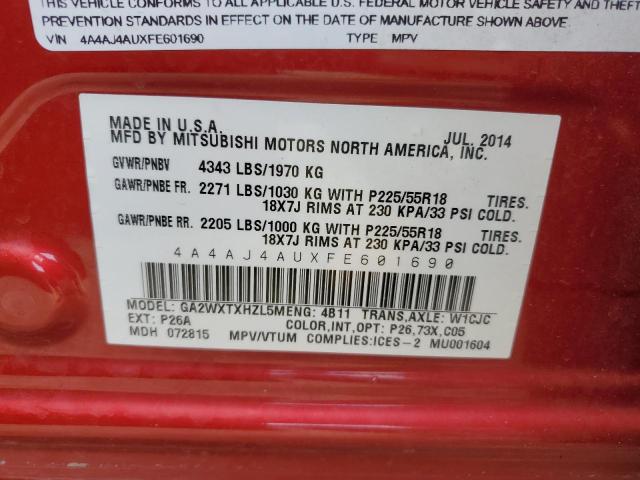 THIS VEHICLE CONFORMS TO ALL APPLICABLE U.S. FEDERAL MOTOR VEHICLE SAFETY AND THEFT
PREVENTION STANDARDS IN EFFECT ON THE DATE OF MANUFACTURE SHOWN ABOVE.
VIN 4A4AJ4AUXFE601690 TYPE MPV
MADE IN U.S.A. JUL. 2014
MFD BY MITSUBISHI MOTORS NORTH AMERICA, INC.
GVWR/PNBV 4343 LBS/1970 KG
GAWR/PNBE FR. 2271 LBS/1030 KG WITH P225/55R18 TIRES.
18X7J RIMS AT 230 KPA/33 PSI COLD.
GAWR/PNBE RR. 2205 LBS/1000 KG WITH P225/55R18 TIRES.
18X7J RIMS AT 230 KPA/33 PSI COLD.
4A4AJ4AUXFE601690
MODEL: GA2WXTXHZL5MENG: 4B11 TRANS,AXLE: W1CJC
EXT: P26A COLOR,INT,OPT: P26,73X,C05
MDH 072815 MPV/VTUM COMPLIES:ICES-2 MU001604